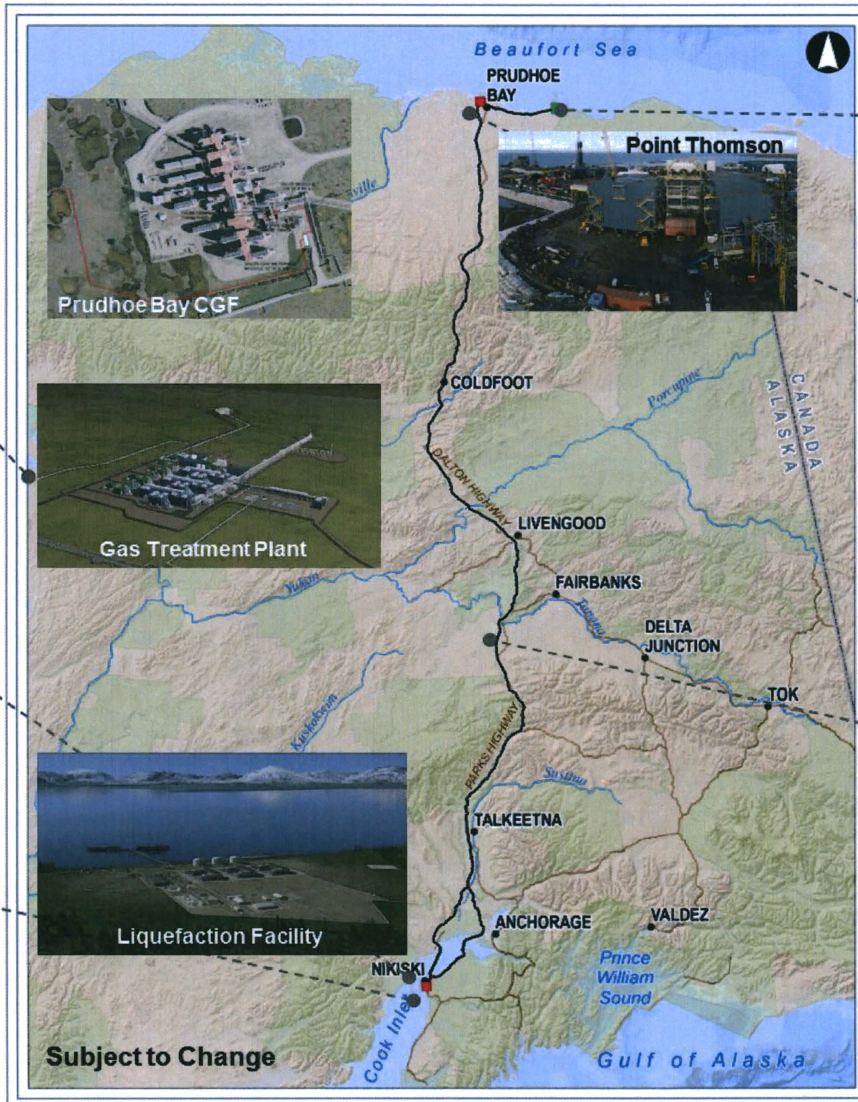 Beaufort Sea
PRUDHOE
BAY
Point Thomson
ville
Prudhoe Bay CGF
COLDFOOT
Porcupine
CANADA
ALASKA
DALTON HIGHWAY
Gas Treatment Plant
LIVENGOOD
Yukon
FAIRBANKS
Tanana
DELTA
JUNCTION
TOK
Kuskokwim
PARKS HIGHWAY
Susitna
TALKEETNA
Liquefaction Facility
ANCHORAGE
VALDEZ
NIKISKI
Prince
William
Sound
Cook Inlet
Subject to Change
Gulf of Alaska